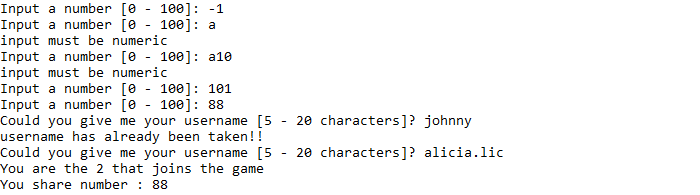 Input a number [0 - 100]: -1
Input a number [0 - 100]: a
input must be numeric
Input a number [0 - 100]: a10
input must be numeric
Input a number [0 - 100]: 101
Input a number [0 - 100]: 88
Could you give me your username [5 - 20 characters]? johnny
username has already been taken!!
Could you give me your username [5 - 20 characters]? alicia.lic
You are the 2 that joins the game
You share number : 88